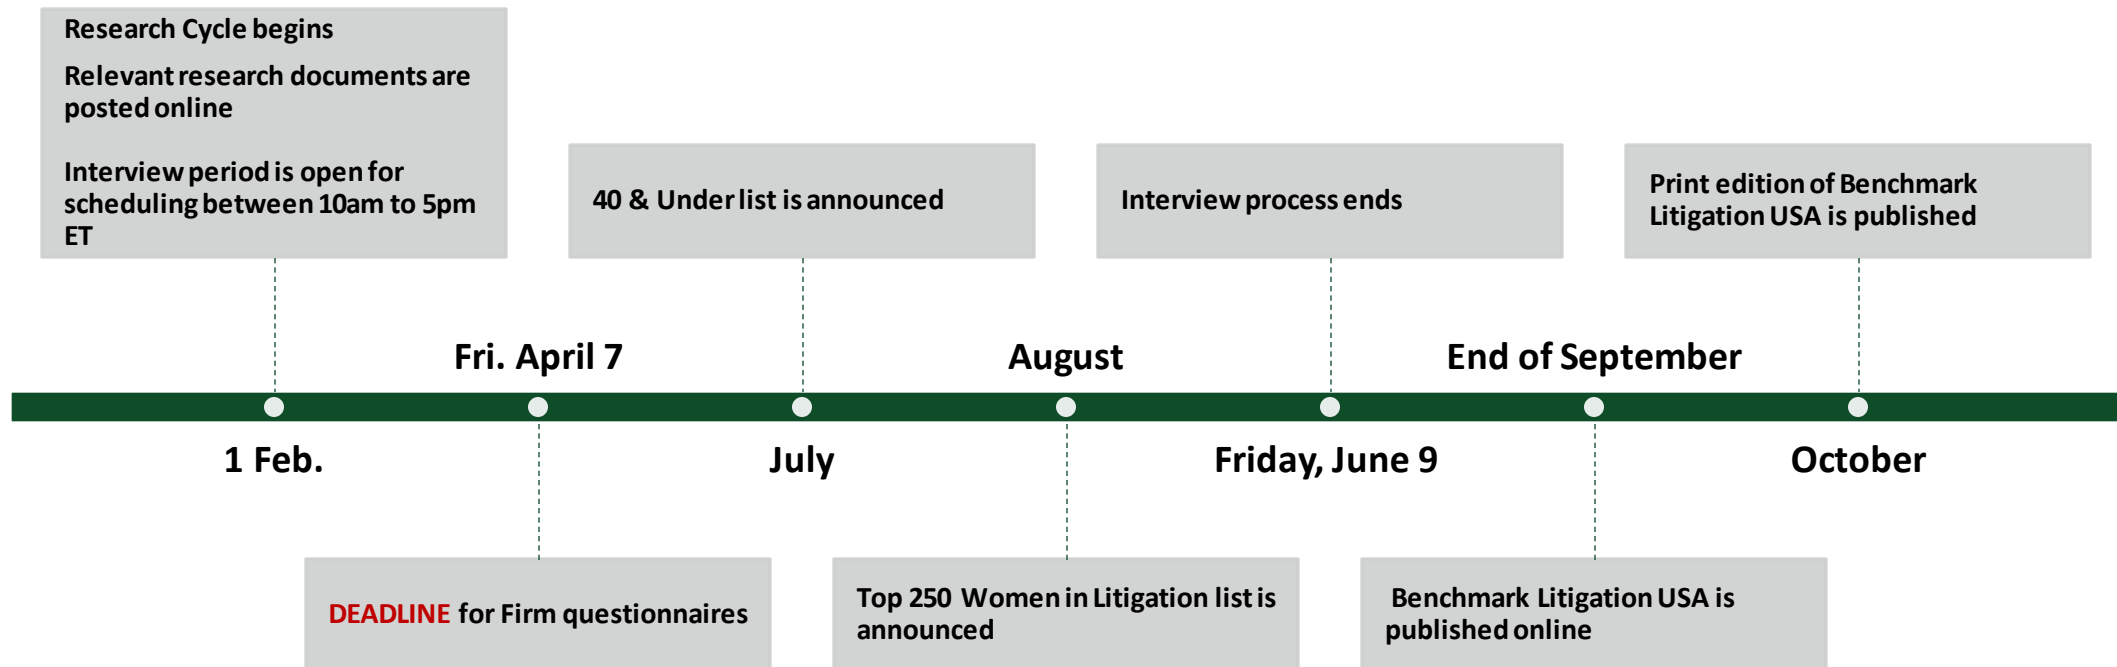 Research Cycle begins
Relevant research documents are
posted online
Interview period is open for
scheduling between 10am to 5pm
ET
40 & Under list is announced
Interview process ends
Print edition of Benchmark
Litigation USA is published
Fri. April 7
August
End of September
1 Feb.
July
Friday, June 9
October
DEADLINE for Firm questionnaires
Top 250 Women in Litigation list is
announced
Benchmark Litigation USA is
published online